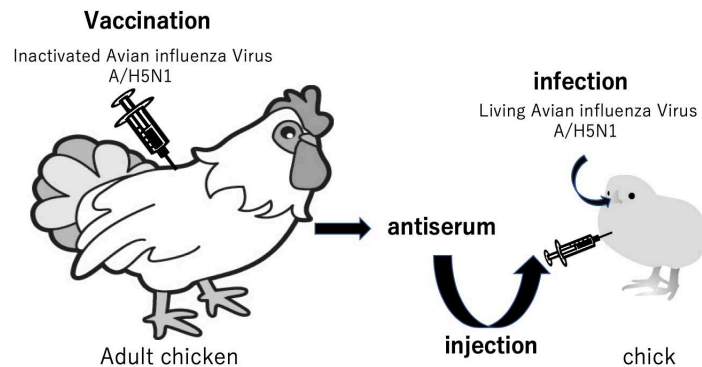 Vaccination
Inactivated Avian influenza Virus
A/H5N1
infection
Living Avian influenza Virus
A/H5N1
antiserum
injection
Adult chicken
chick